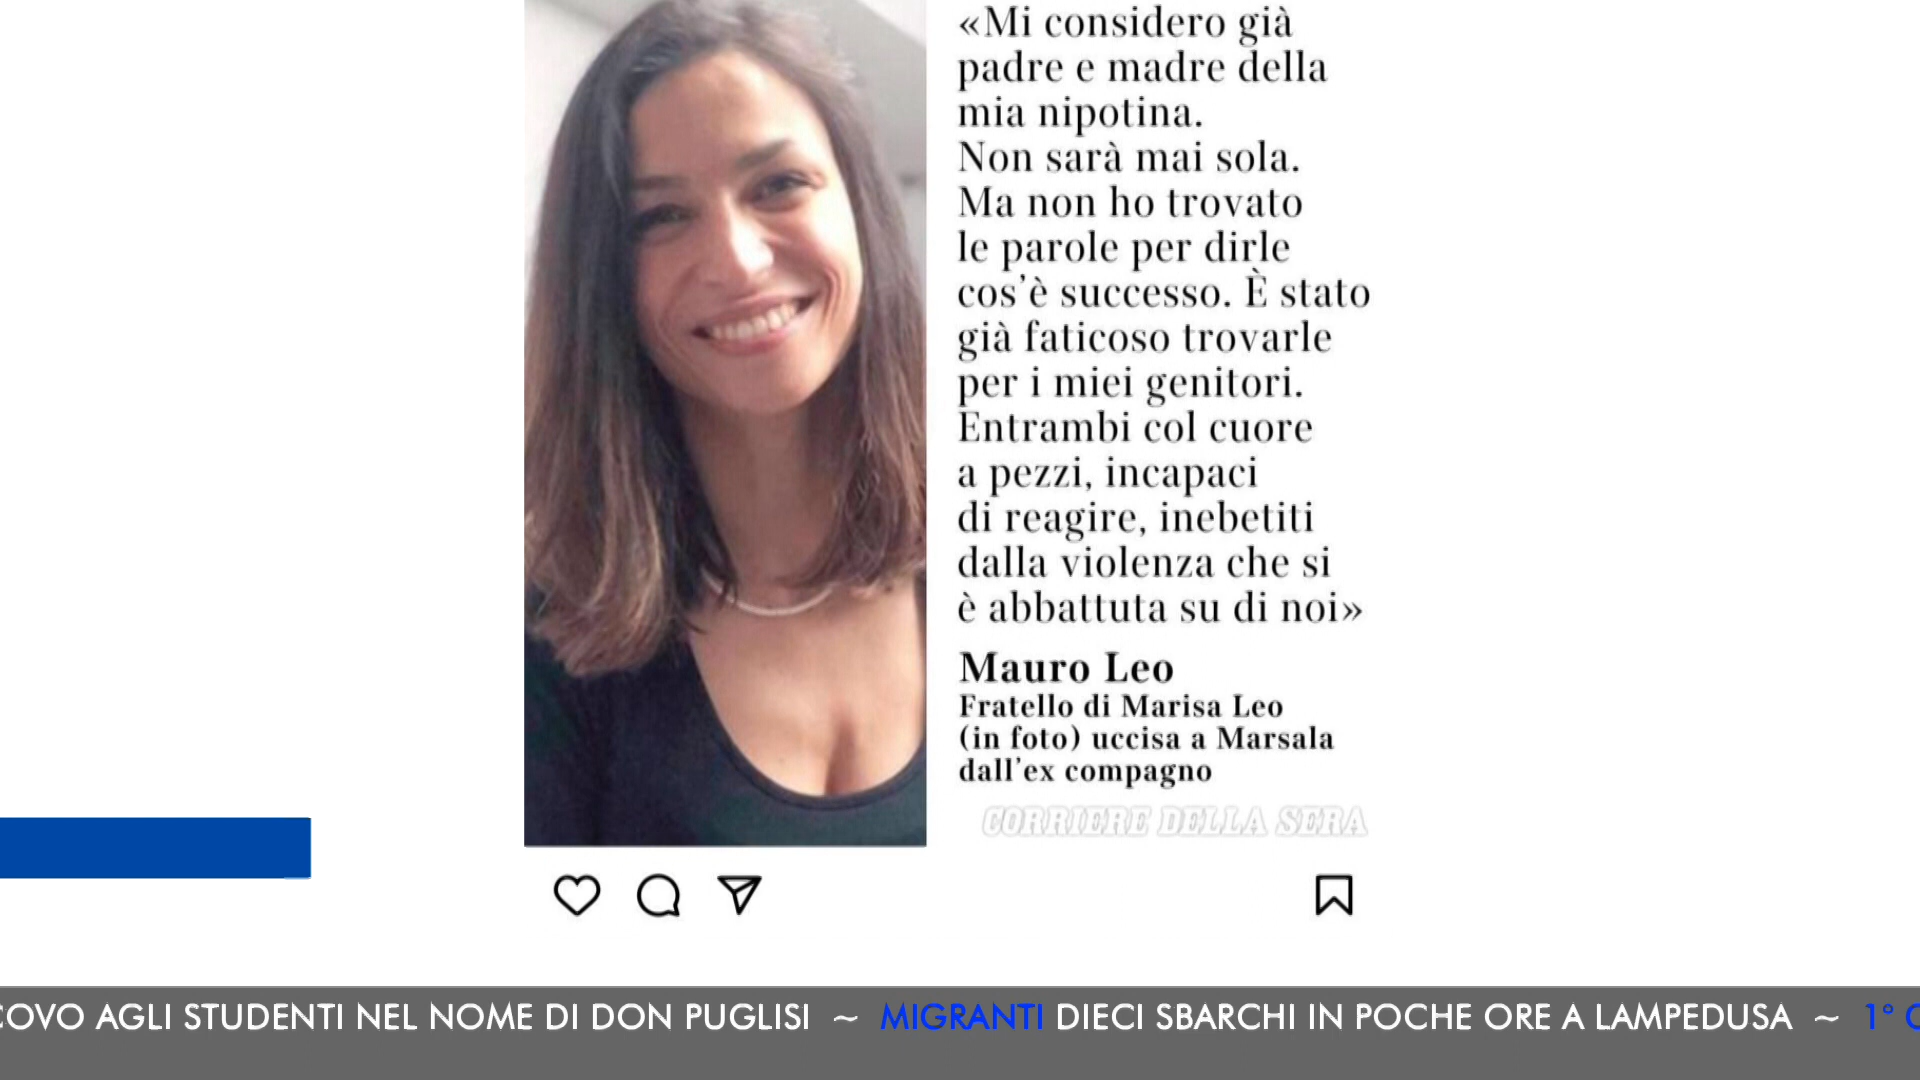 «Mi considero già
padre e madre della
mia nipotina.
Non sarà mai sola.
Ma non ho trovato
le parole per dirle
cos’è successo. È stato
già faticoso trovarle
per i miei genitori.
Entrambi col cuore
a pezzi, incapaci
di reagire, inebetiti
dalla violenza che si
è abbattuta su di noi»
Mauro Leo
Fratello di Marisa Leo
(in foto) uccisa a Marsala
dall’ex compagno
CORRIERE DELLA SERA
AGLI STUDENTI NEL NOME DI DON PUGLISI ~ MIGRANTI DIECI SBARCHI IN POCHE ORE A LAMPEDUSA ~ 1°